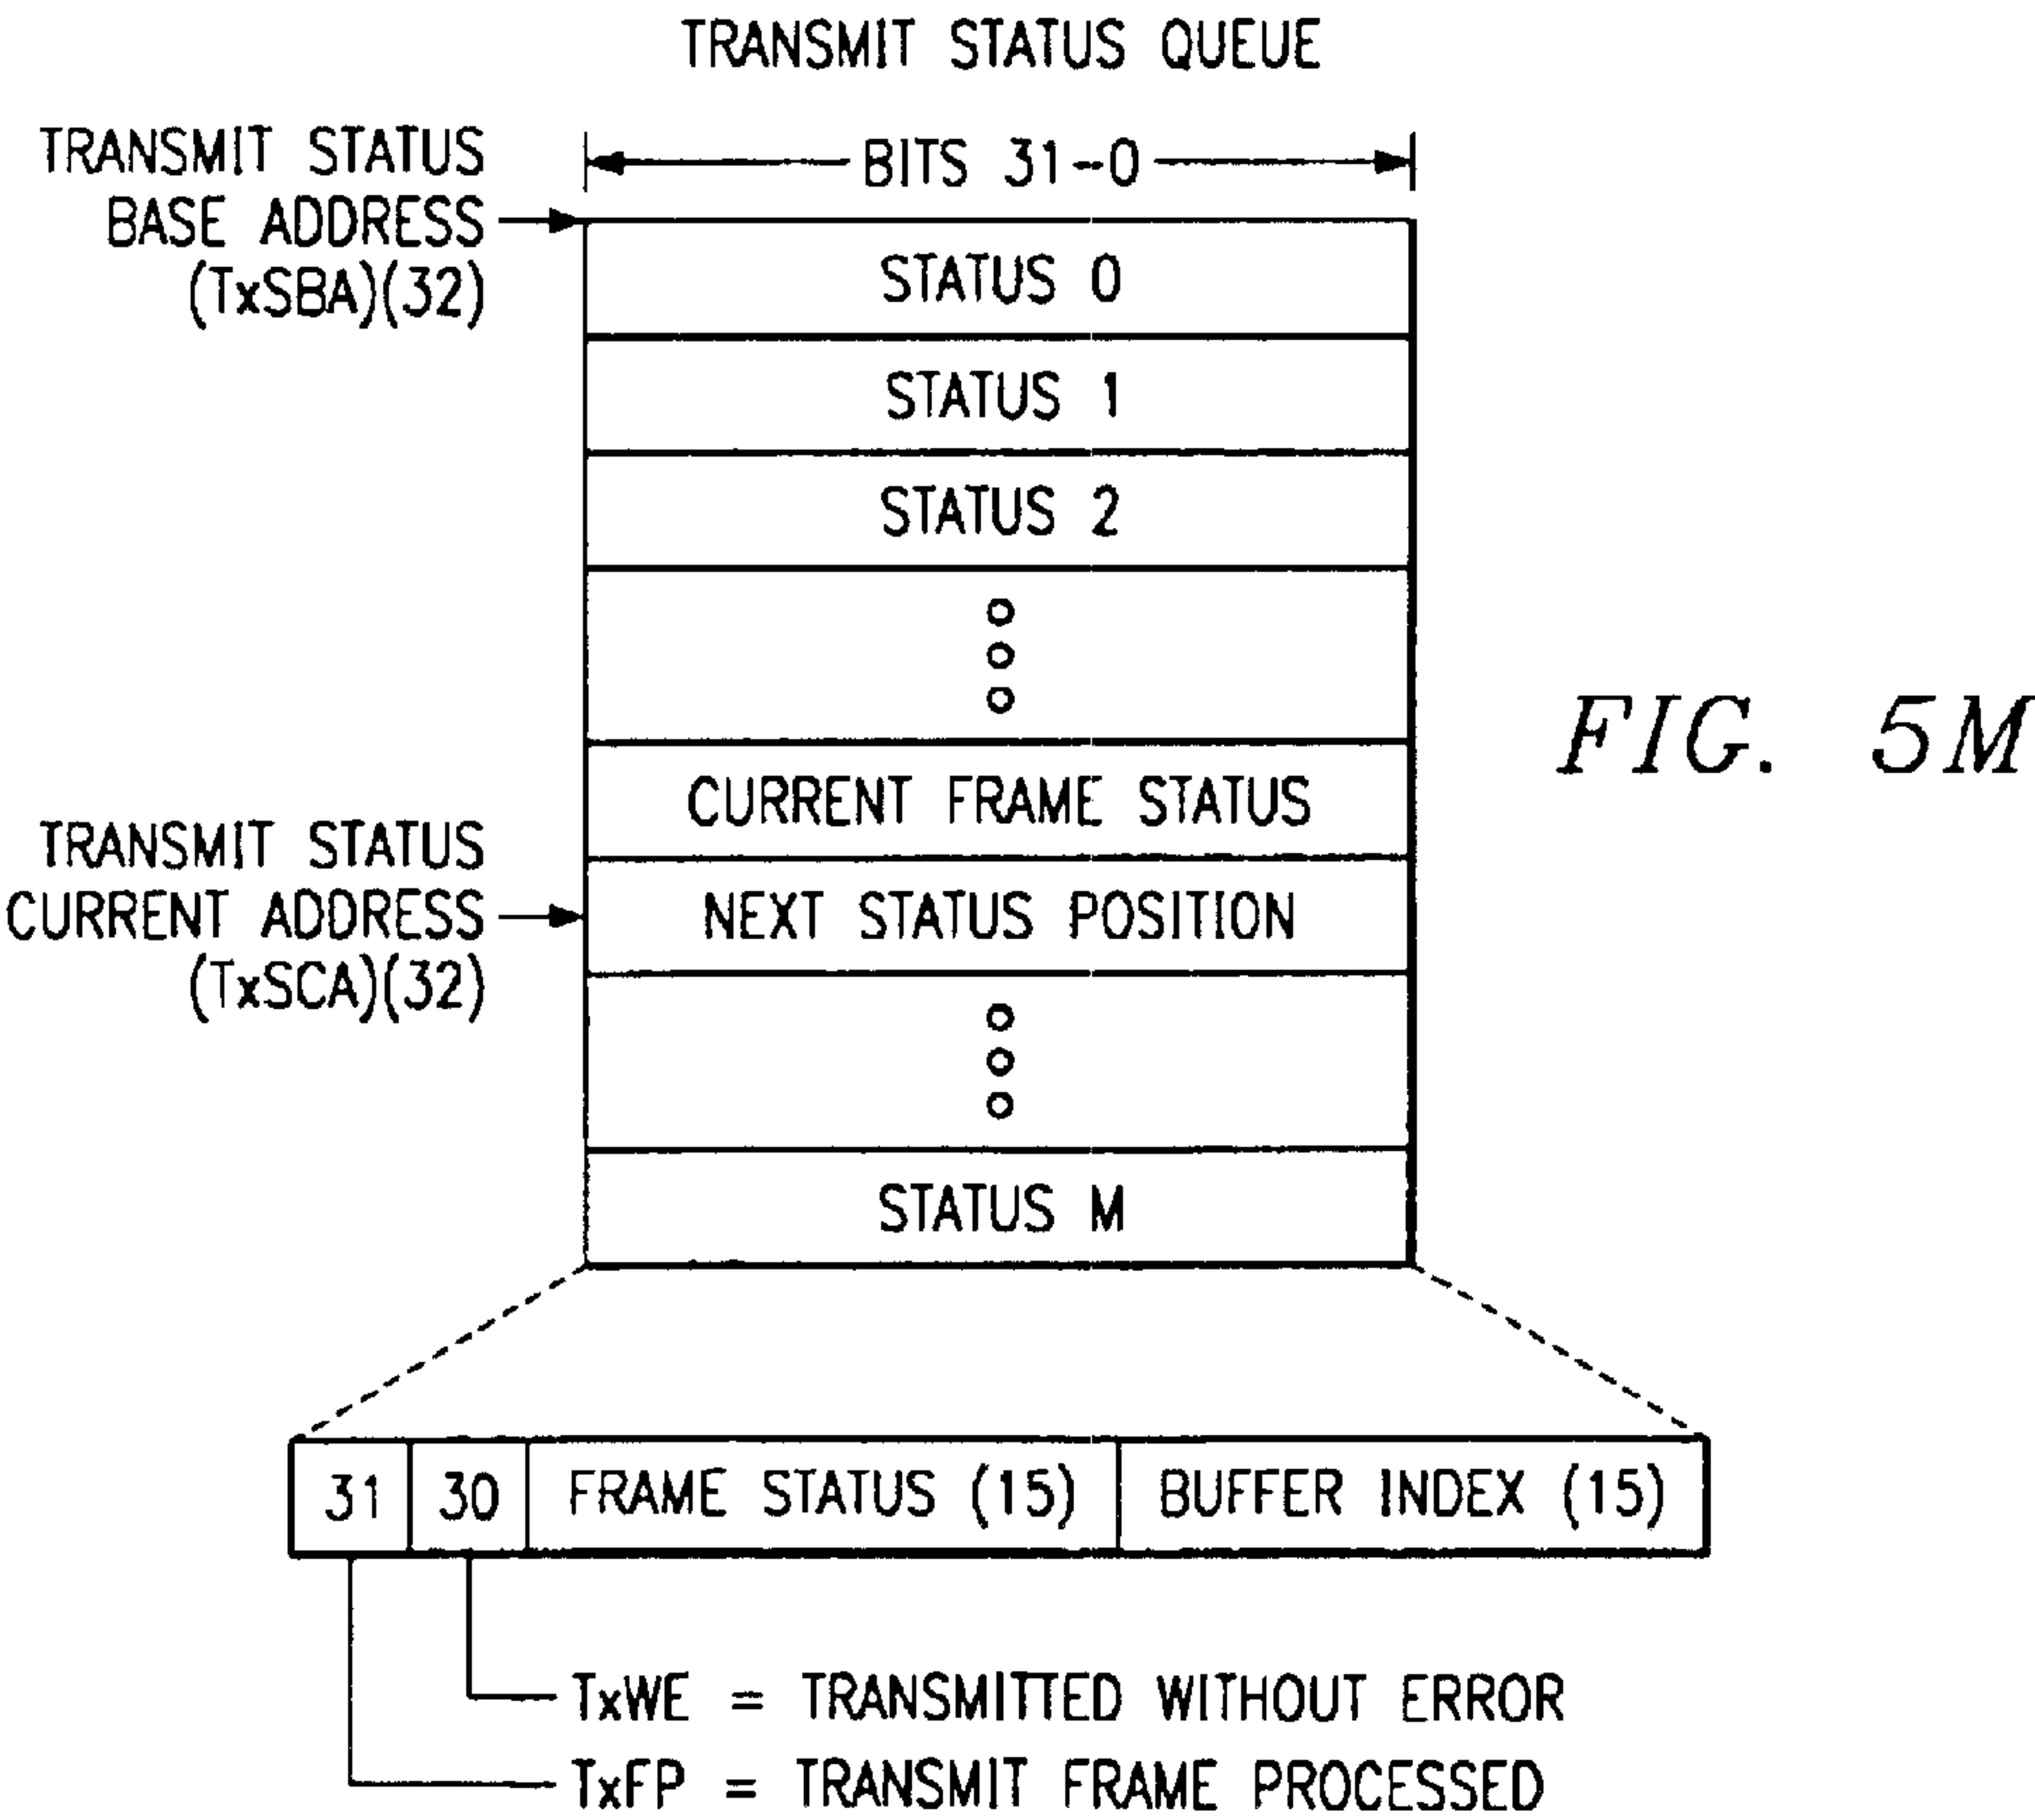 TRANSMIT STATUS QUEUE
TRANSMIT STATUS
BASE ADDRESS
(TxSBA)(32)
BITS 31-0
STATUS 0
STATUS 1
STATUS 2
CURRENT FRAME STATUS
TRANSMIT STATUS
CURRENT ADDRESS
(TxSCA)(32)
NEXT STATUS POSITION
STATUS M
FIG. 5M
31 30 FRAME STATUS (15) BUFFER INDEX (15)
TxWE = TRANSMITTED WITHOUT ERROR
TxFP = TRANSMIT FRAME PROCESSED